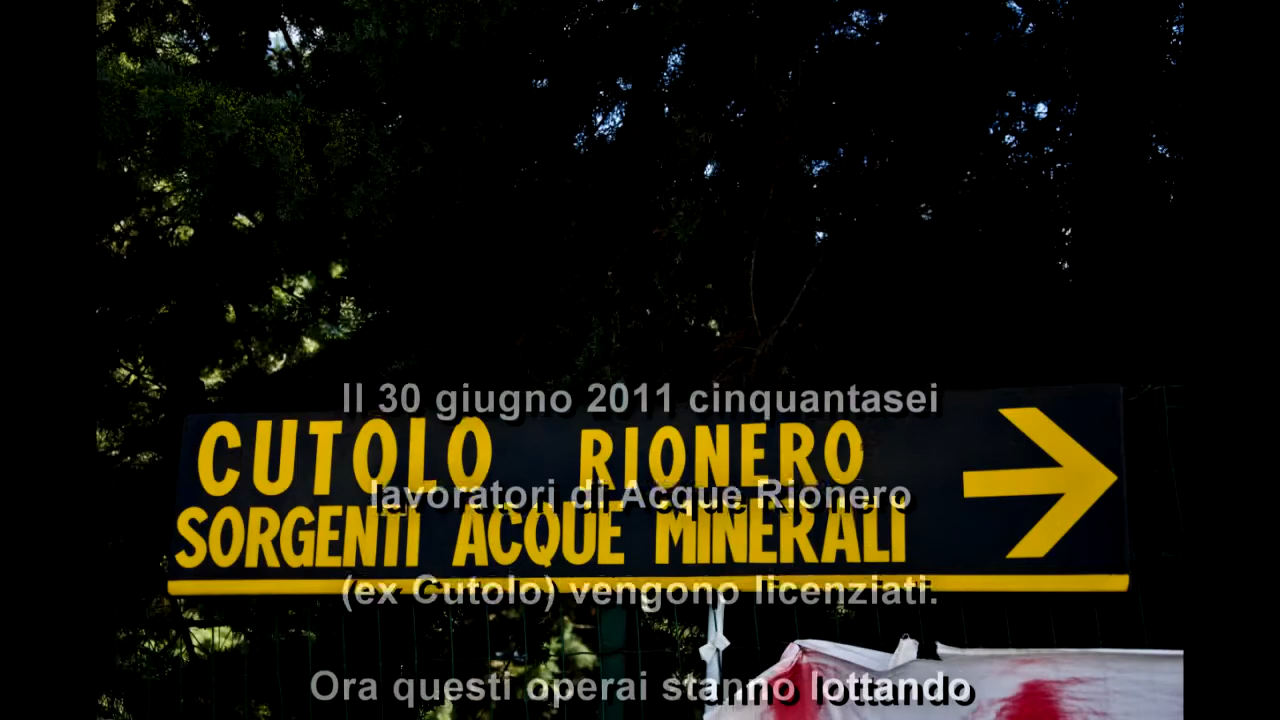 Il 30 giugno 2011 cinquantasei
CUTOLO RIONERO
lavoratori di Acque Rionero
SORGENTI ACQUE MINERALI
(ex Cutolo) vengono licenziati.
Ora questi operai stanno lottando